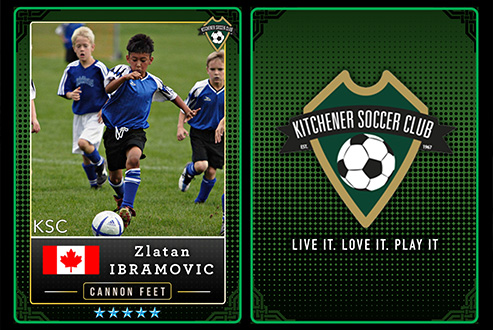 KITCHENER SOCCER CLUB
KSC
Zlatan
IBRAMOVIC
CANNON FEET
KITCHENER SOCCER CLUB
EST. 1967
LIVE IT. LOVE IT. PLAY IT